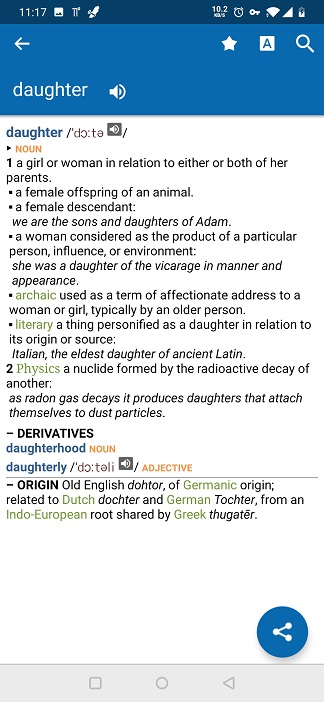 11:17 10.2 KB/S
daughter
daughter /ˈdɔːtə /
▸ NOUN
1 a girl or woman in relation to either or both of her
parents.
▪ a female offspring of an animal.
▪ a female descendant:
we are the sons and daughters of Adam.
▪ a woman considered as the product of a particular
person, influence, or environment:
she was a daughter of the vicarage in manner and
appearance.
▪ archaic used as a term of affectionate address to a
woman or girl, typically by an older person.
▪ literary a thing personified as a daughter in relation to
its origin or source:
Italian, the eldest daughter of ancient Latin.
2 Physics a nuclide formed by the radioactive decay of
another:
as radon gas decays it produces daughters that attach
themselves to dust particles.
– DERIVATIVES
daughterhood NOUN
daughterly /ˈdɔːtəli / ADJECTIVE
– ORIGIN Old English dohtor, of Germanic origin;
related to Dutch dochter and German Tochter, from an
Indo-European root shared by Greek thugatēr.